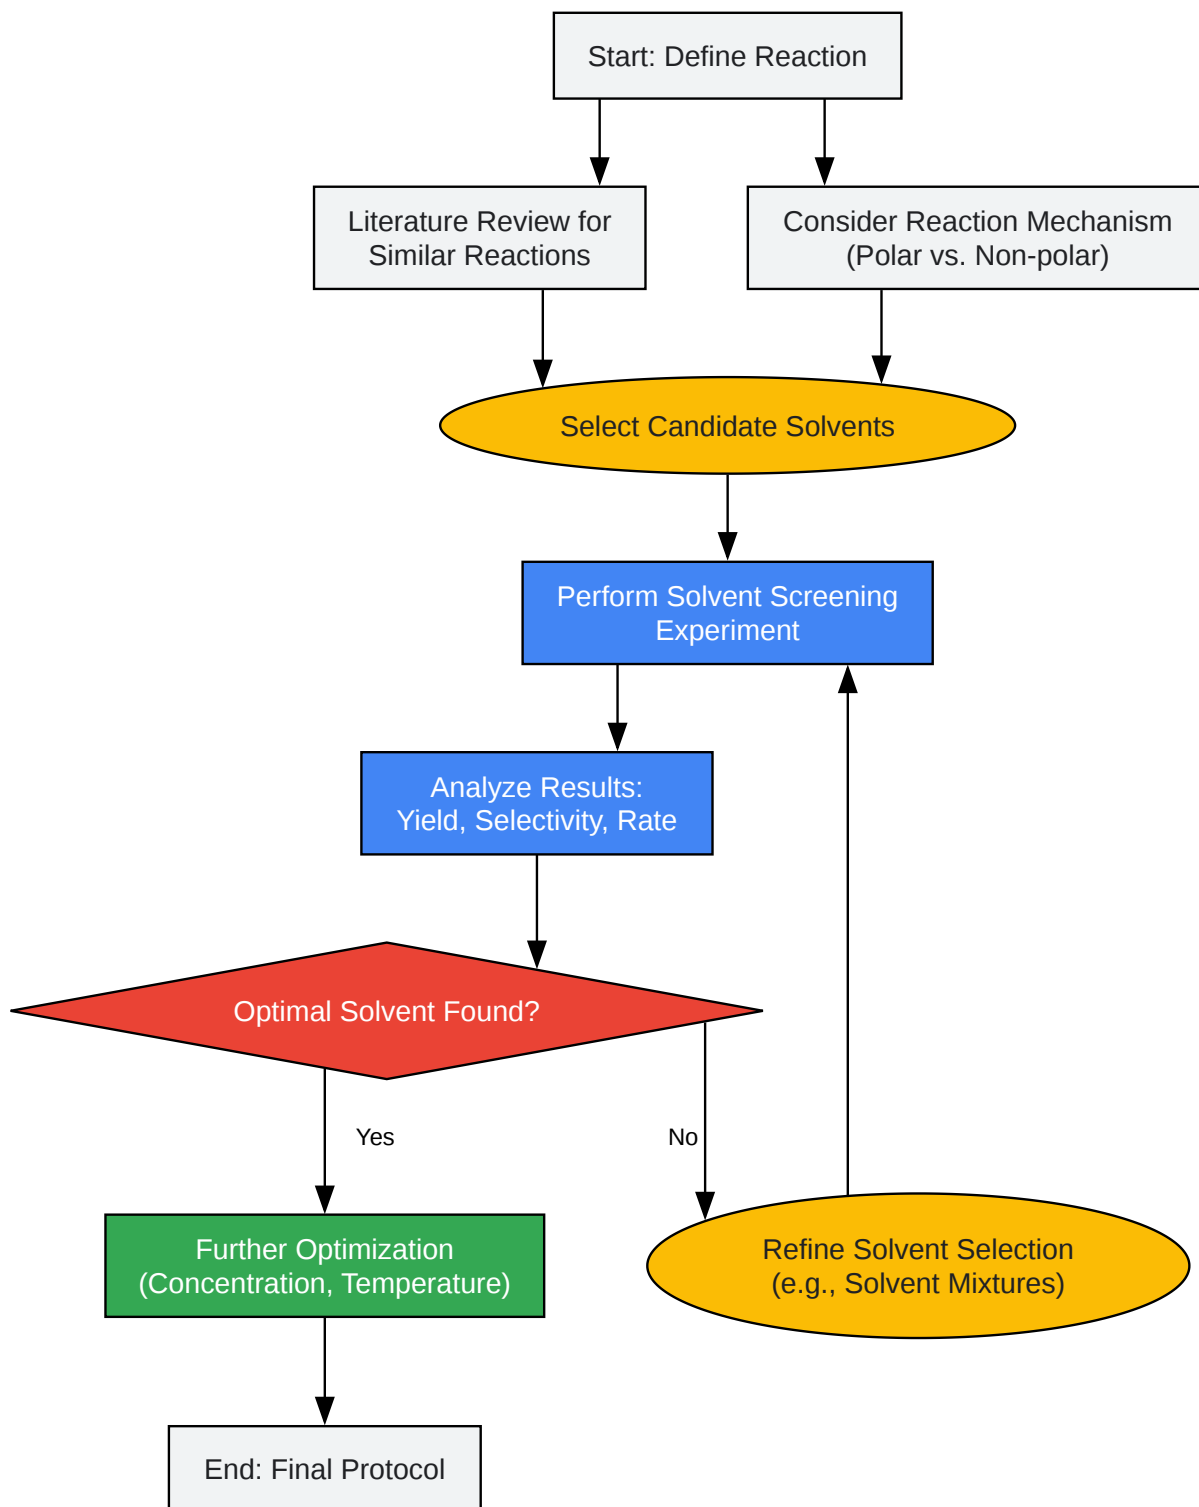 Start: Define Reaction
Literature Review for
Similar Reactions
Consider Reaction Mechanism
(Polar vs. Non-polar)
Select Candidate Solvents
Perform Solvent Screening
Experiment
Analyze Results:
Yield, Selectivity, Rate
Optimal Solvent Found?
Yes
No
Further Optimization
(Concentration, Temperature)
Refine Solvent Selection
(e.g., Solvent Mixtures)
End: Final Protocol